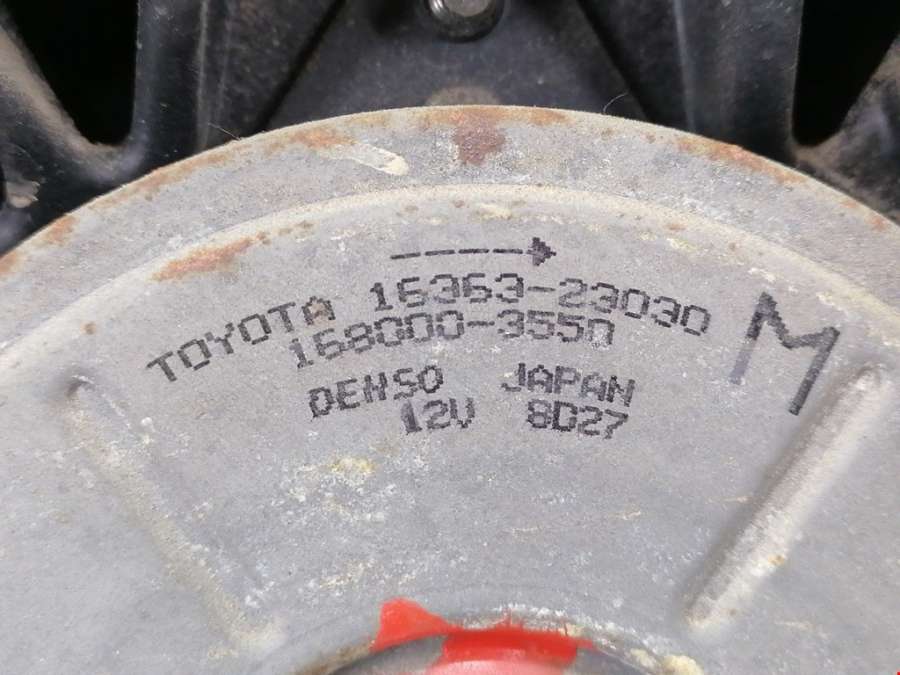 TOYOTA 16363-23030
168000-3550
DENSO JAPAN
12V 8D27
M